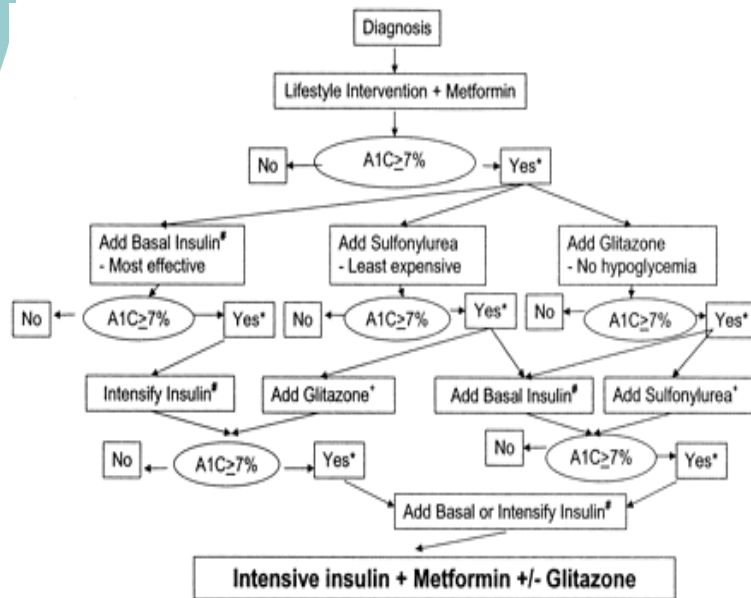 Diagnosis
Lifestyle Intervention + Metformin
No
A1C≥7%
Yes*
Add Basal Insulin#
- Most effective
Add Sulfonylurea
- Least expensive
Add Glitazone
- No hypoglycemia
No
A1C≥7%
Yes*
No
A1C≥7%
Yes*
No
A1C≥7%
Yes*
Intensify Insulin#
Add Glitazone+
Add Basal Insulin#
Add Sulfonylurea+
No
A1C≥7%
Yes*
No
A1C≥7%
Yes*
Add Basal or Intensify Insulin#
Intensive insulin + Metformin +/- Glitazone